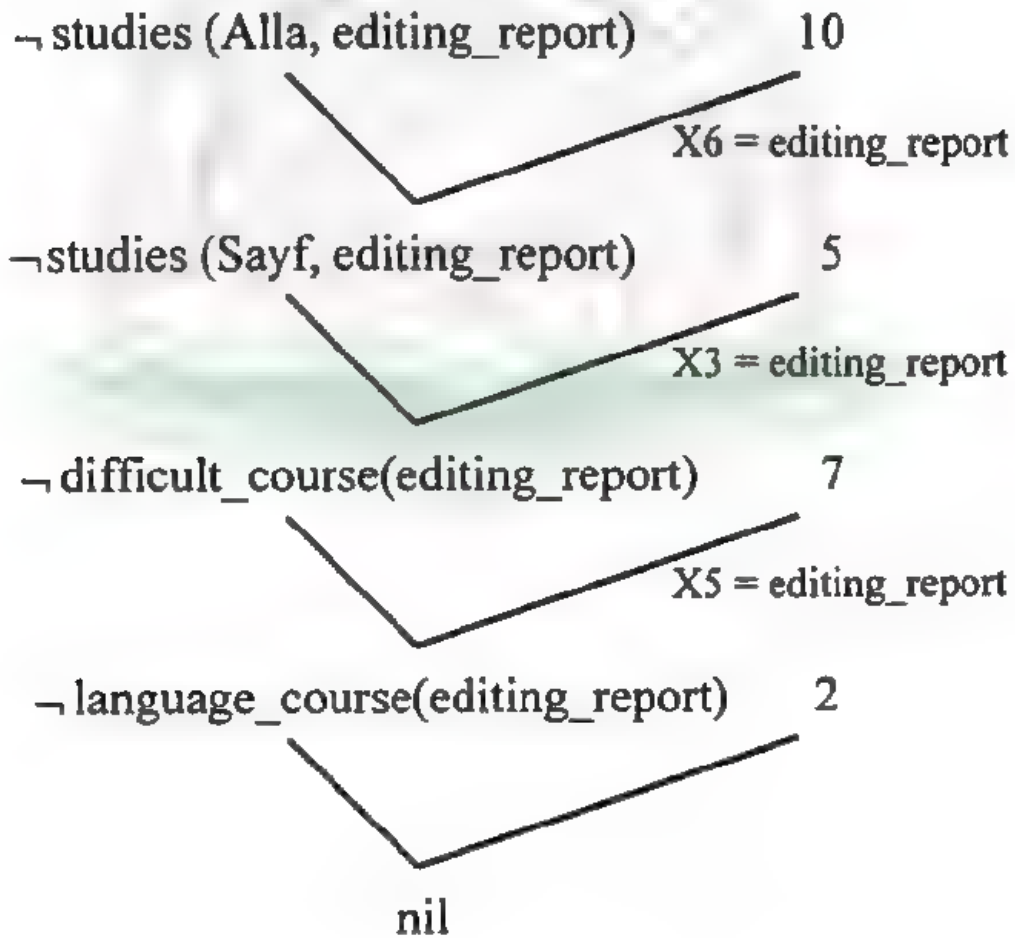 ¬ studies (Alla, editing_report) 10
X6 = editing_report
¬studies (Sayf, editing_report) 5
X3 = editing_report
¬ difficult_course(editing_report) 7
X5 = editing_report
¬ language_course(editing_report) 2
nil